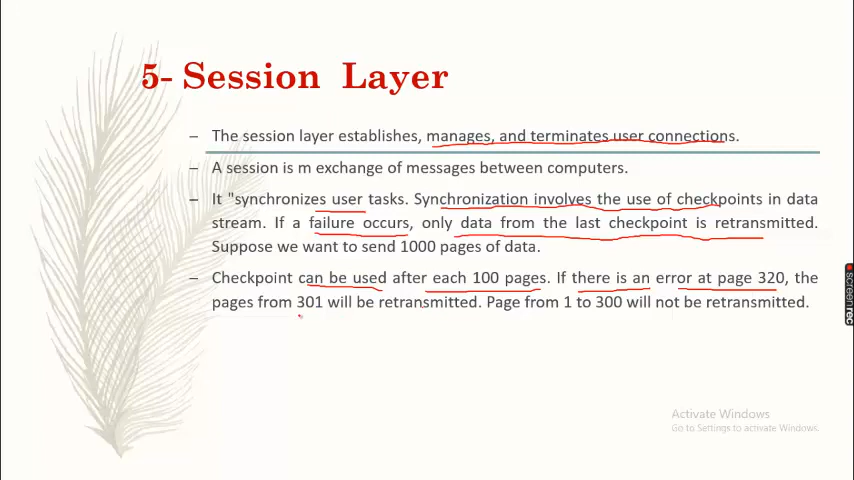 5- Session Layer
– The session layer establishes, manages, and terminates user connections.
– A session is m exchange of messages between computers.
– It "synchronizes user tasks. Synchronization involves the use of checkpoints in data
stream. If a failure occurs, only data from the last checkpoint is retransmitted.
Suppose we want to send 1000 pages of data.
– Checkpoint can be used after each 100 pages. If there is an error at page 320, the
pages from 301 will be retransmitted. Page from 1 to 300 will not be retransmitted.
Activate Windows
Go to Settings to activate Windows.
screenrec